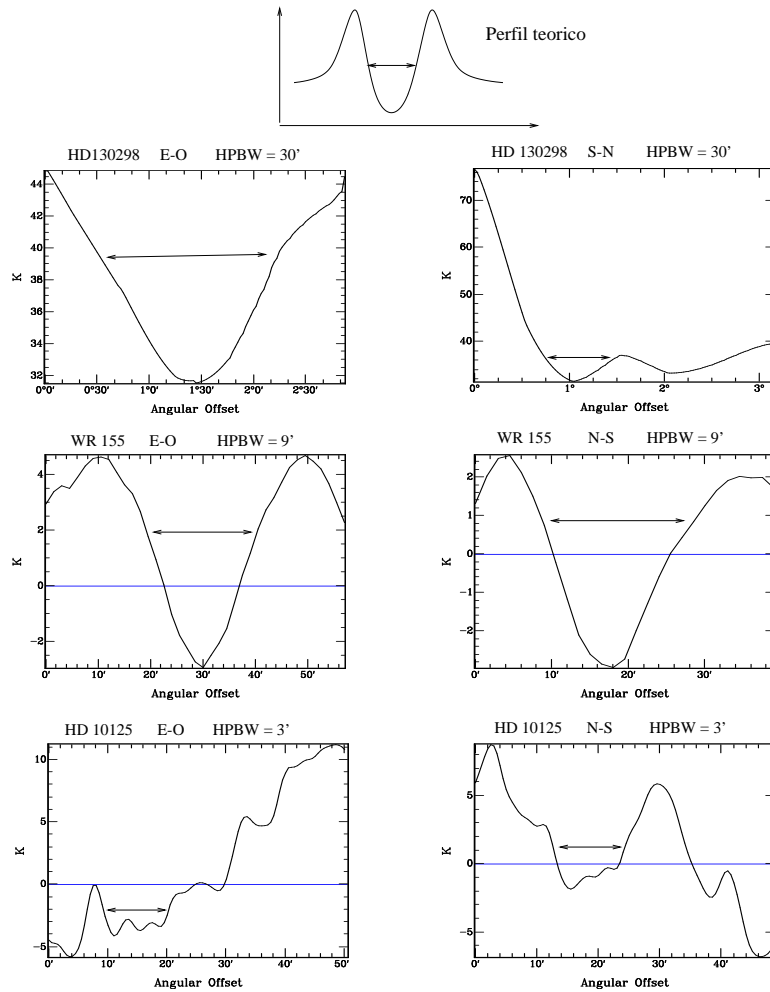 Perfil teorico
HD130298 E-O HPBW = 30'
44
42
40
38
36
34
32
K
0°0' 0°30' 1°0' 1°30' 2°0' 2°30'
Angular Offset
HD 130298 S-N HPBW = 30'
70
60
50
40
K
0° 1° 2° 3°
Angular Offset
WR 155 E-O HPBW = 9'
4
2
0
−2
K
0' 10' 20' 30' 40' 50'
Angular Offset
WR 155 N-S HPBW = 9'
2
1
0
−1
−2
K
0' 10' 20' 30'
Angular Offset
HD 10125 E-O HPBW = 3'
10
5
0
−5
K
0' 10' 20' 30' 40' 50'
Angular Offset
HD 10125 N-S HPBW = 3'
5
0
−5
K
0' 10' 20' 30' 40'
Angular Offset